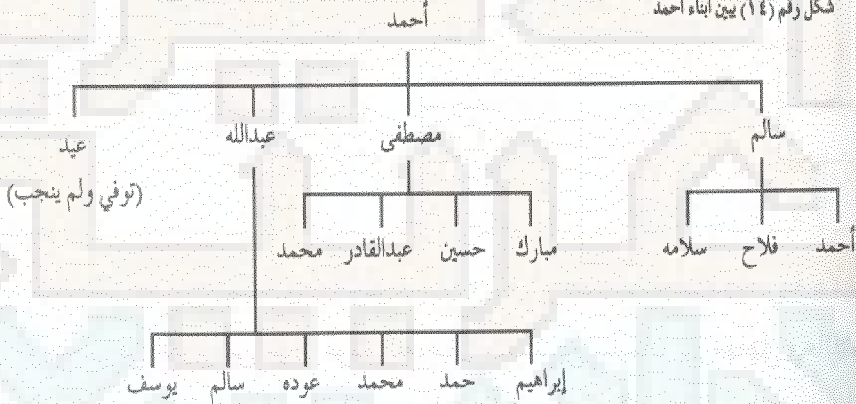 شكل رقم (١٤) يبين أبناء أحمد
أحمد
سالم مصطفى عبدالله عيد
(توفي ولم ينجب)
أحمد فلاح سلامه مبارك حسين عبدالقادر محمد
إبراهيم حمد محمد عوده سالم يوسف